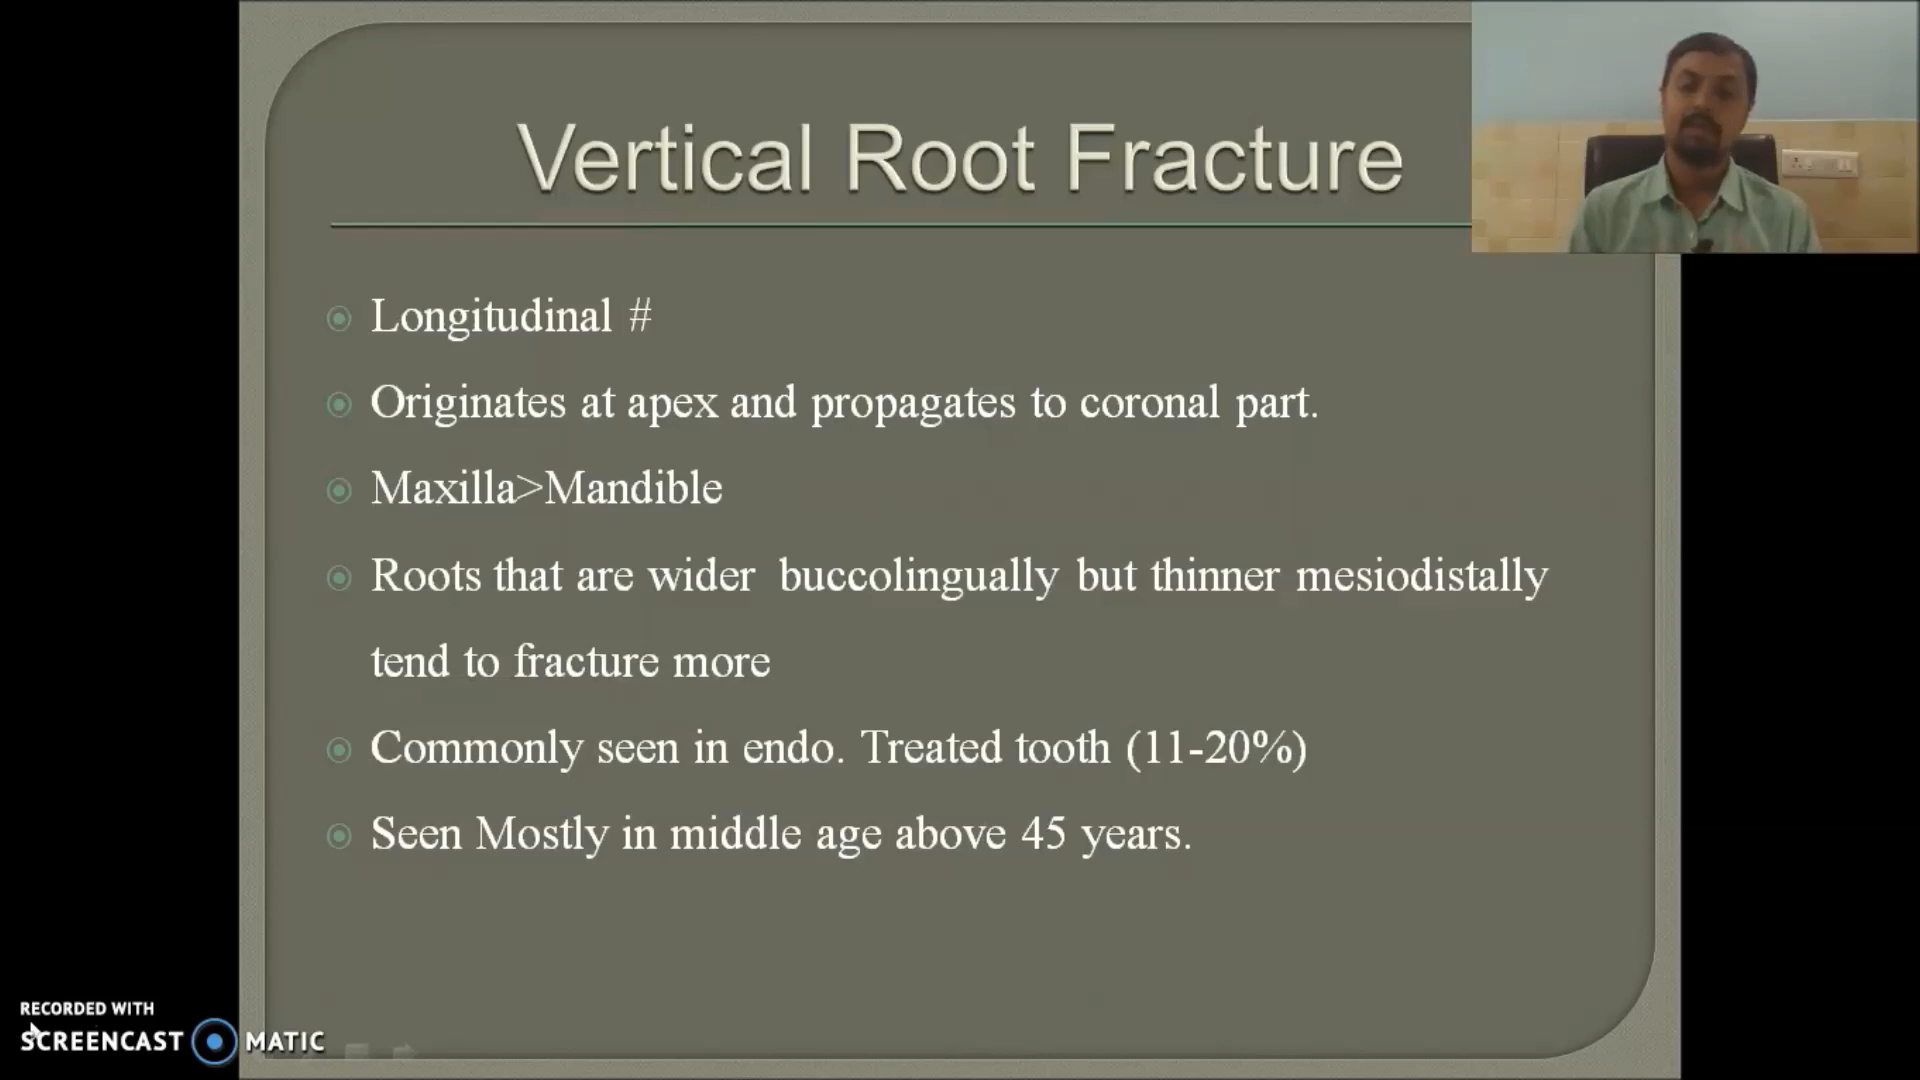 Vertical Root Fracture
Longitudinal #
Originates at apex and propagates to coronal part.
Maxilla>Mandible
Roots that are wider buccolingually but thinner mesiodistally
tend to fracture more
Commonly seen in endo. Treated tooth (11-20%)
Seen Mostly in middle age above 45 years.
RECORDED WITH
SCREENCAST MATIC